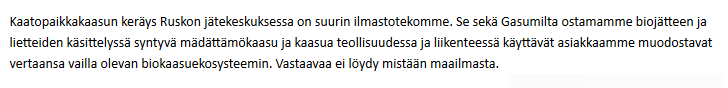 Kaatopaikkakaasun keräys Ruskon jätekeskuksessa on suurin ilmastotekomme. Se sekä Gasumilta ostamamme biojätteen ja
lietteiden käsittelyssä syntyvä mädättämökaasu ja kaasua teollisuudessa ja liikenteessä käyttävät asiakkaamme muodostavat
vertaansa vailla olevan biokaasuekosysteemin. Vastaavaa ei löydy mistään maailmasta.